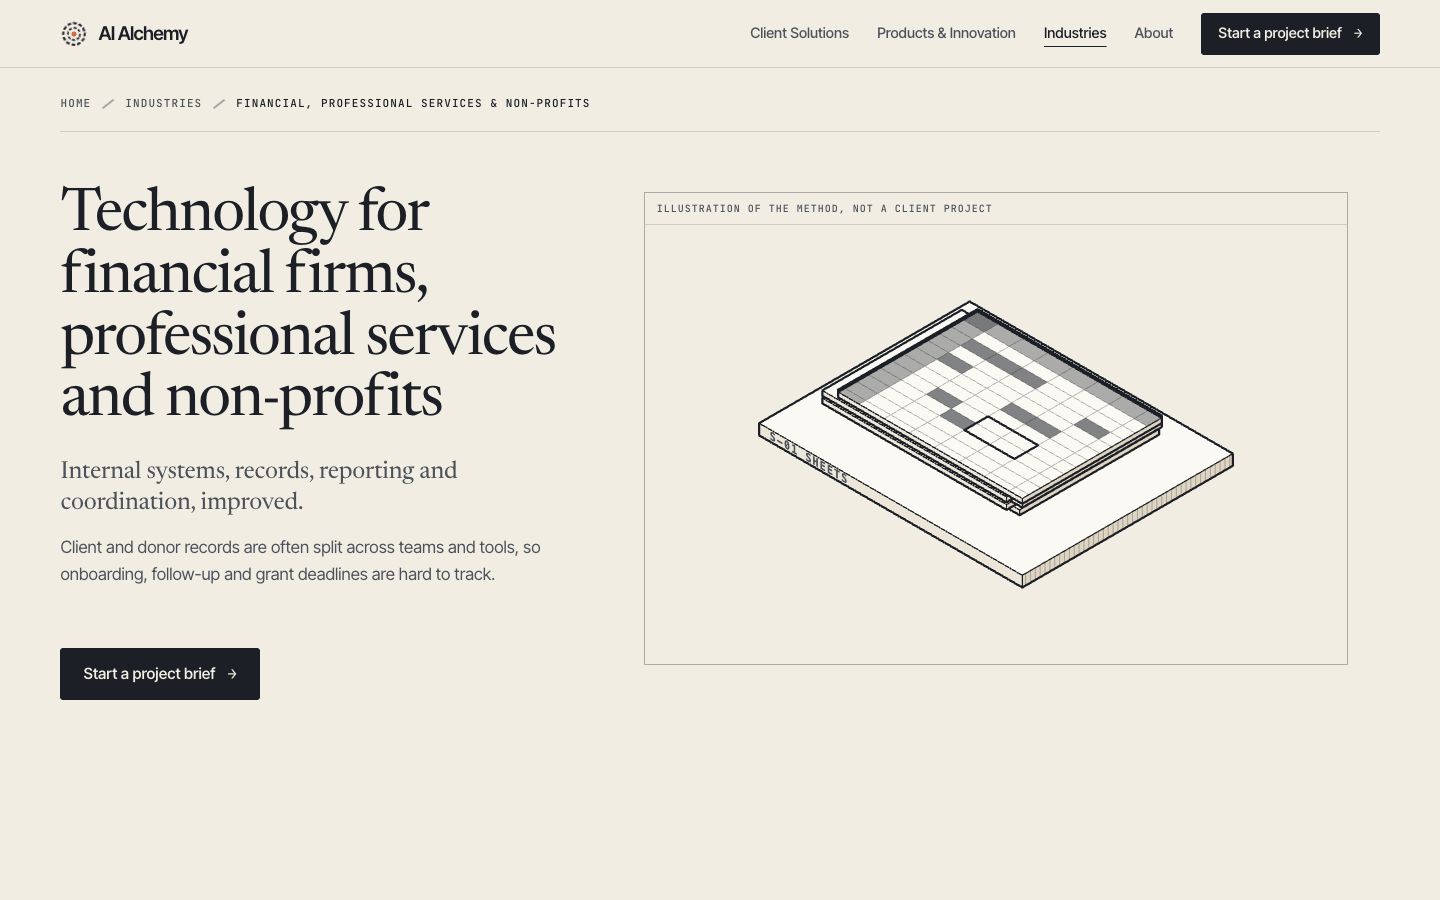 AI Alchemy
Client Solutions
Products & Innovation
Industries
About
Start a project brief →
HOME / INDUSTRIES / FINANCIAL, PROFESSIONAL SERVICES & NON-PROFITS
Technology for
financial firms,
professional services
and non-profits
Internal systems, records, reporting and
coordination, improved.
Client and donor records are often split across teams and tools, so
onboarding, follow-up and grant deadlines are hard to track.
Start a project brief →
ILLUSTRATION OF THE METHOD, NOT A CLIENT PROJECT
S-01 SHEETS